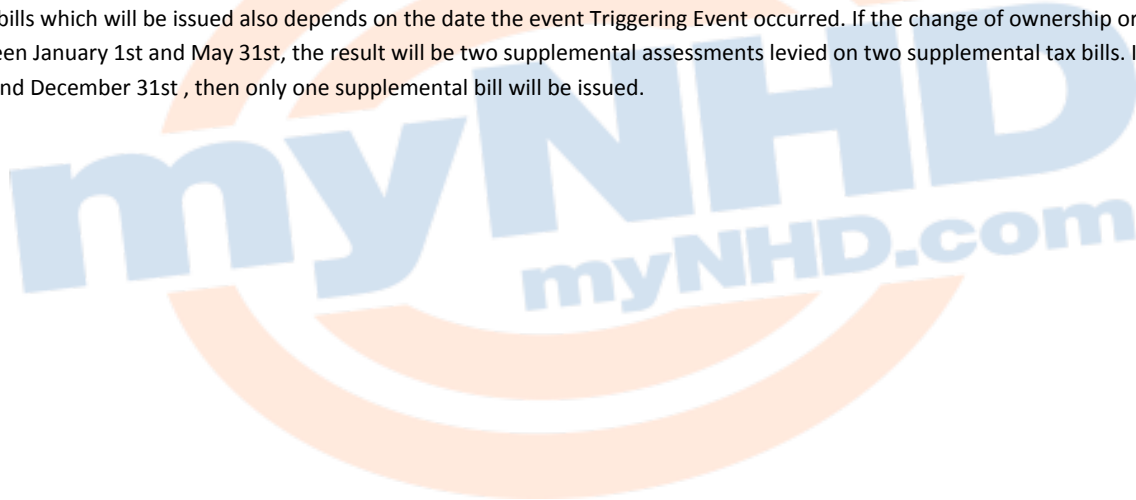 bills which will be issued also depends on the date the event Triggering Event occurred. If the change of ownership or
een January 1st and May 31st, the result will be two supplemental assessments levied on two supplemental tax bills. I
nd December 31st , then only one supplemental bill will be issued.
myNHD
myNHD.com